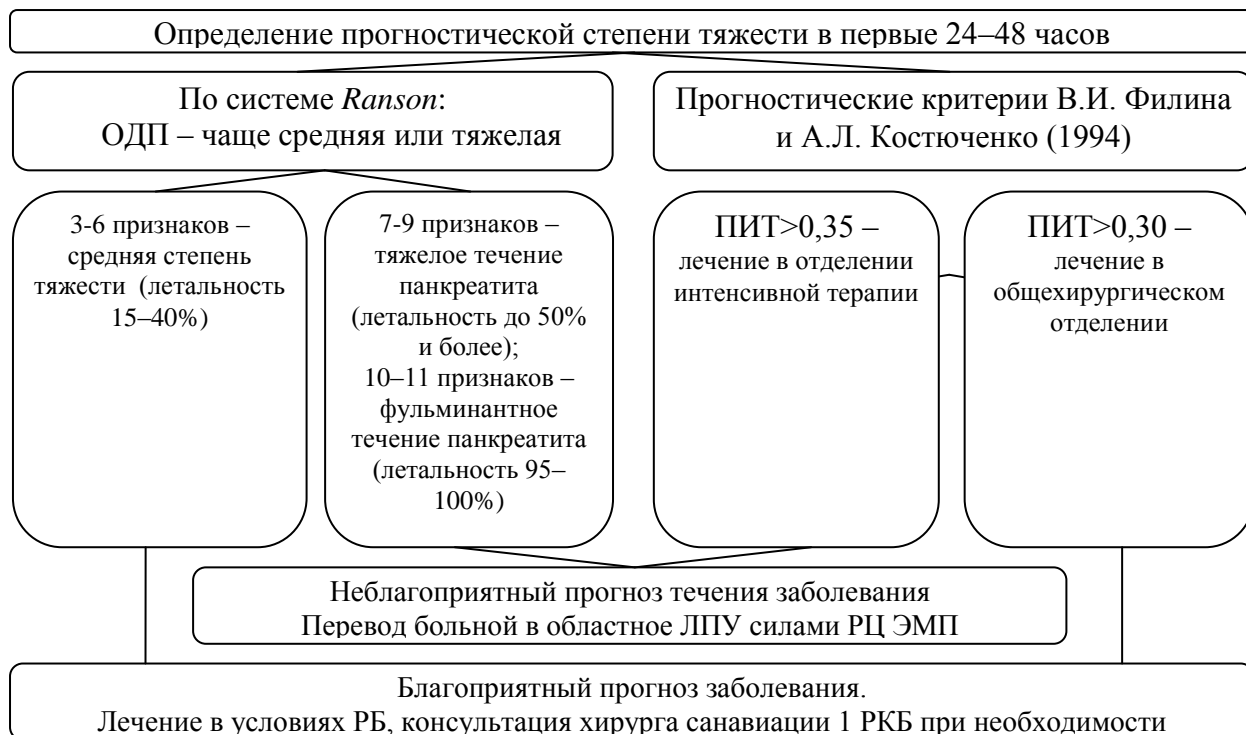 Определение прогностической степени тяжести в первые 24–48 часов
По системе Ranson:
ОДП – чаще средняя или тяжелая
Прогностические критерии В.И. Филина
и А.Л. Костюченко (1994)
3-6 признаков –
средняя степень
тяжести (летальность
15–40%)
7-9 признаков –
тяжелое течение
панкреатита
(летальность до 50%
и более);
10–11 признаков –
фульминантное
течение панкреатита
(летальность 95–
100%)
ПИТ>0,35 –
лечение в отделении
интенсивной терапии
ПИТ>0,30 –
лечение в
общехирургическом
отделении
Неблагоприятный прогноз течения заболевания
Перевод больной в областное ЛПУ силами РЦ ЭМП
Благоприятный прогноз заболевания.
Лечение в условиях РБ, консультация хирурга санавиации 1 РКБ при необходимости